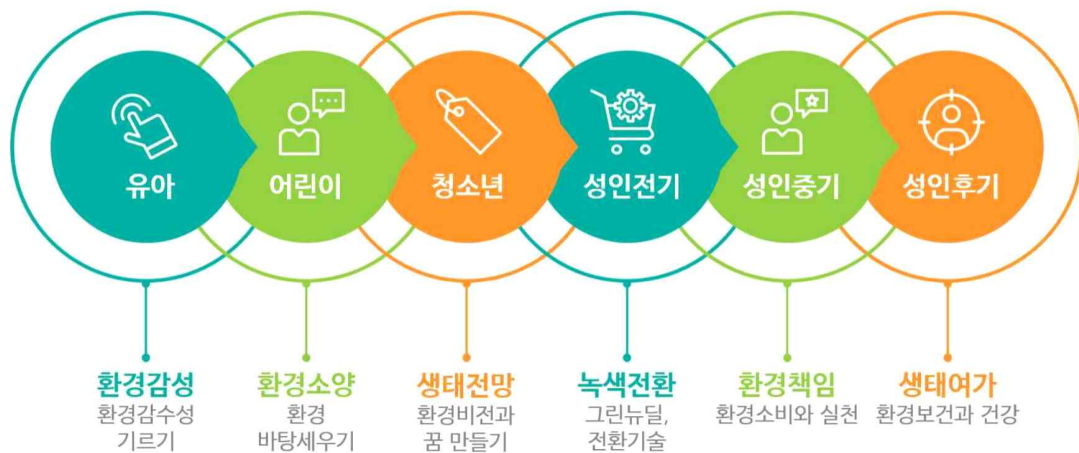 유아
어린이
청소년
성인전기
성인중기
성인후기
환경감성
환경감수성
기르기
환경소양
환경
바탕세우기
생태전망
환경비전과
꿈 만들기
녹색전환
그린뉴딜,
전환기술
환경책임
환경소비와 실천
생태여가
환경보건과 건강